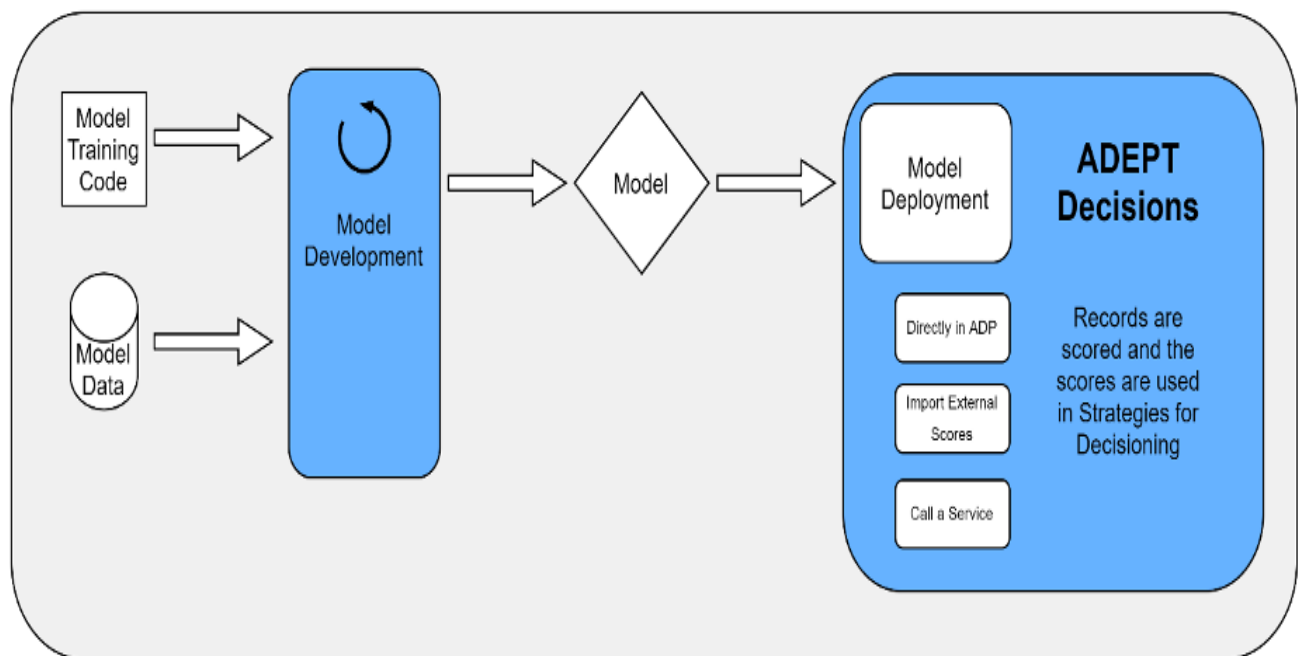 Model
Training
Code
Model
Data
Model
Development
Model
Model
Deployment
Directly in ADP
Import External
Scores
Call a Service
ADEPT
Decisions
Records are
scored and the
scores are used
in Strategies for
Decisioning